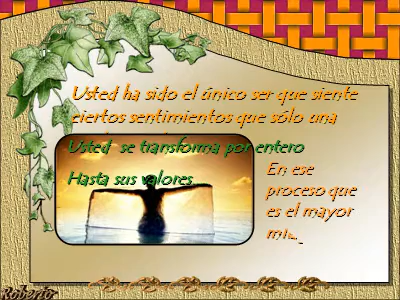 Usted ha sido el único ser que siente
ciertos sentimientos que sólo una
Usted se transforma por entero
Hasta sus valores
En ese
proceso que
es el mayor
Roberto